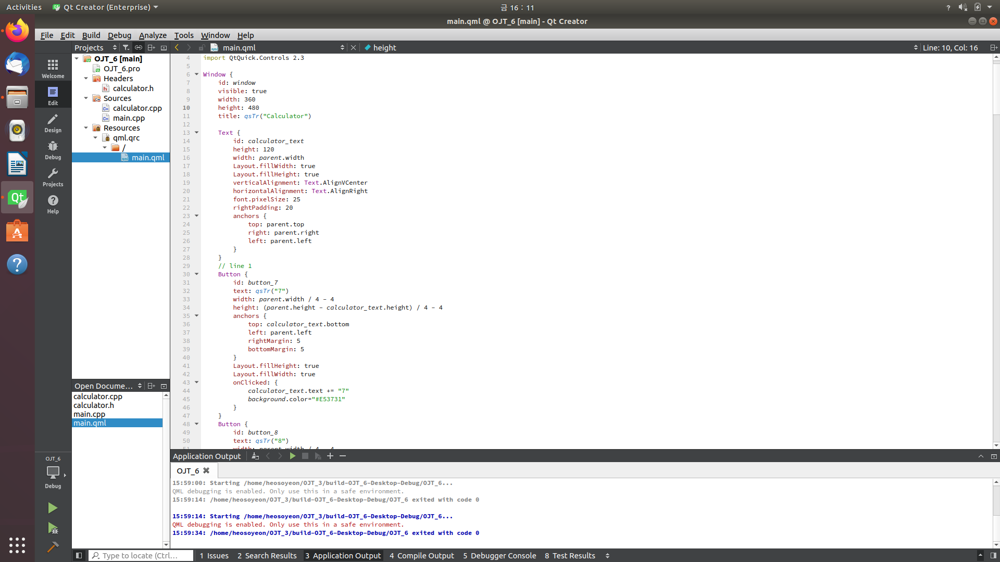 Activities
Qt Creator (Enterprise)
금 16 : 11
main.qml @ OJT_6 [main] - Qt Creator
File Edit Build Debug Analyze Tools Window Help
Projects
main.qml
height
Line: 10, Col: 16
Welcome
Edit
Design
Debug
Projects
Help
OJT_6 [main]
OJT_6.pro
Headers
calculator.h
Sources
calculator.cpp
main.cpp
Resources
qml.qrc
/
main.qml
4 import QtQuick.Controls 2.3
5
6 Window {
7 id: window
8 visible: true
9 width: 360
10 height: 480
11 title: qsTr("Calculator")
12
13 Text {
14 id: calculator_text
15 height: 120
16 width: parent.width
17 Layout.fillWidth: true
18 Layout.fillHeight: true
19 verticalAlignment: Text.AlignVCenter
20 horizontalAlignment: Text.AlignRight
21 font.pixelSize: 25
22 rightPadding: 20
23 anchors {
24 top: parent.top
25 right: parent.right
26 left: parent.left
27 }
28 }
29 // line 1
30 Button {
31 id: button_7
32 text: qsTr("7")
33 width: parent.width / 4 - 4
34 height: (parent.height - calculator_text.height) / 4 - 4
35 anchors {
36 top: calculator_text.bottom
37 left: parent.left
38 rightMargin: 5
39 bottomMargin: 5
40 }
41 Layout.fillHeight: true
42 Layout.fillWidth: true
43 onClicked: {
44 calculator_text.text += "7"
45 background.color="#E53731"
46 }
47 }
48 Button {
49 id: button_8
50 text: qsTr("8")
51 width: parent.width / 4 - 4
Open Docume...
calculator.cpp
calculator.h
main.cpp
main.qml
OJT_6
Debug
Application Output
OJT_6
15:59:00: Starting /home/heosoyeon/OJT_3/build-OJT_6-Desktop-Debug/OJT_6...
QML debugging is enabled. Only use this in a safe environment.
15:59:14: /home/heosoyeon/OJT_3/build-OJT_6-Desktop-Debug/OJT_6 exited with code 0
15:59:14: Starting /home/heosoyeon/OJT_3/build-OJT_6-Desktop-Debug/OJT_6...
QML debugging is enabled. Only use this in a safe environment.
15:59:34: /home/heosoyeon/OJT_3/build-OJT_6-Desktop-Debug/OJT_6 exited with code 0
Type to locate (Ctrl...
1 Issues
2 Search Results
3 Application Output
4 Compile Output
5 Debugger Console
8 Test Results